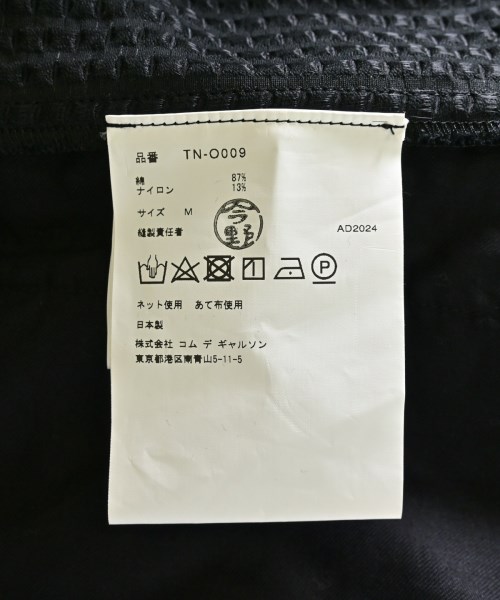 品番 TN-O009
綿 87%
ナイロン 13%
サイズ M
縫製責任者 今野 AD2024
P
ネット使用 あて布使用
日本製
株式会社 コム デ ギャルソン
東京都港区南青山5-11-5